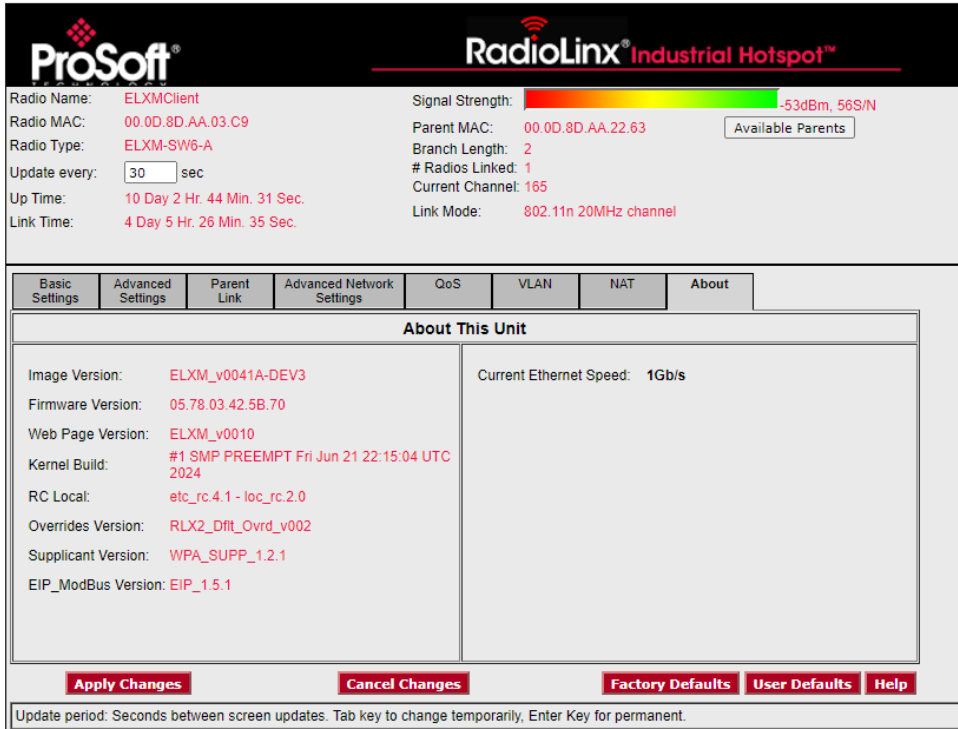 ProSoft®
TECHNOLOGY
RadioLinx® Industrial Hotspot™
Radio Name: ELXMClient
Radio MAC: 00.0D.8D.AA.03.C9
Radio Type: ELXM-SW6-A
Update every: 30 sec
Up Time: 10 Day 2 Hr. 44 Min. 31 Sec.
Link Time: 4 Day 5 Hr. 26 Min. 35 Sec.
Signal Strength: -53dBm, 56S/N
Parent MAC: 00.0D.8D.AA.22.63 Available Parents
Branch Length: 2
# Radios Linked: 1
Current Channel: 165
Link Mode: 802.11n 20MHz channel
Basic Settings
Advanced Settings
Parent Link
Advanced Network Settings
QoS
VLAN
NAT
About
About This Unit
Image Version: ELXM_v0041A-DEV3
Firmware Version: 05.78.03.42.5B.70
Web Page Version: ELXM_v0010
Kernel Build: #1 SMP PREEMPT Fri Jun 21 22:15:04 UTC
2024
RC Local: etc_rc.4.1 - loc_rc.2.0
Overrides Version: RLX2_Dflt_Ovrd_v002
Supplicant Version: WPA_SUPP_1.2.1
EIP_ModBus Version: EIP_1.5.1
Current Ethernet Speed: 1Gb/s
Apply Changes Cancel Changes Factory Defaults User Defaults Help
Update period: Seconds between screen updates. Tab key to change temporarily, Enter Key for permanent.